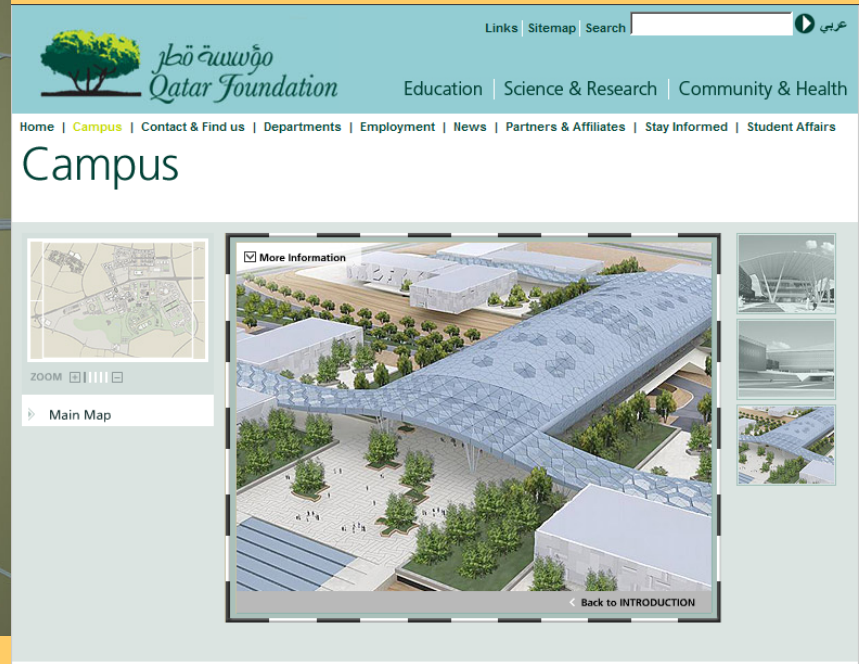 Links | Sitemap | Search
عربي
مؤسسة قطر
Qatar Foundation
Education | Science & Research | Community & Health
Home | Campus | Contact & Find us | Departments | Employment | News | Partners & Affiliates | Stay Informed | Student Affairs
Campus
More Information
ZOOM
Main Map
Back to INTRODUCTION